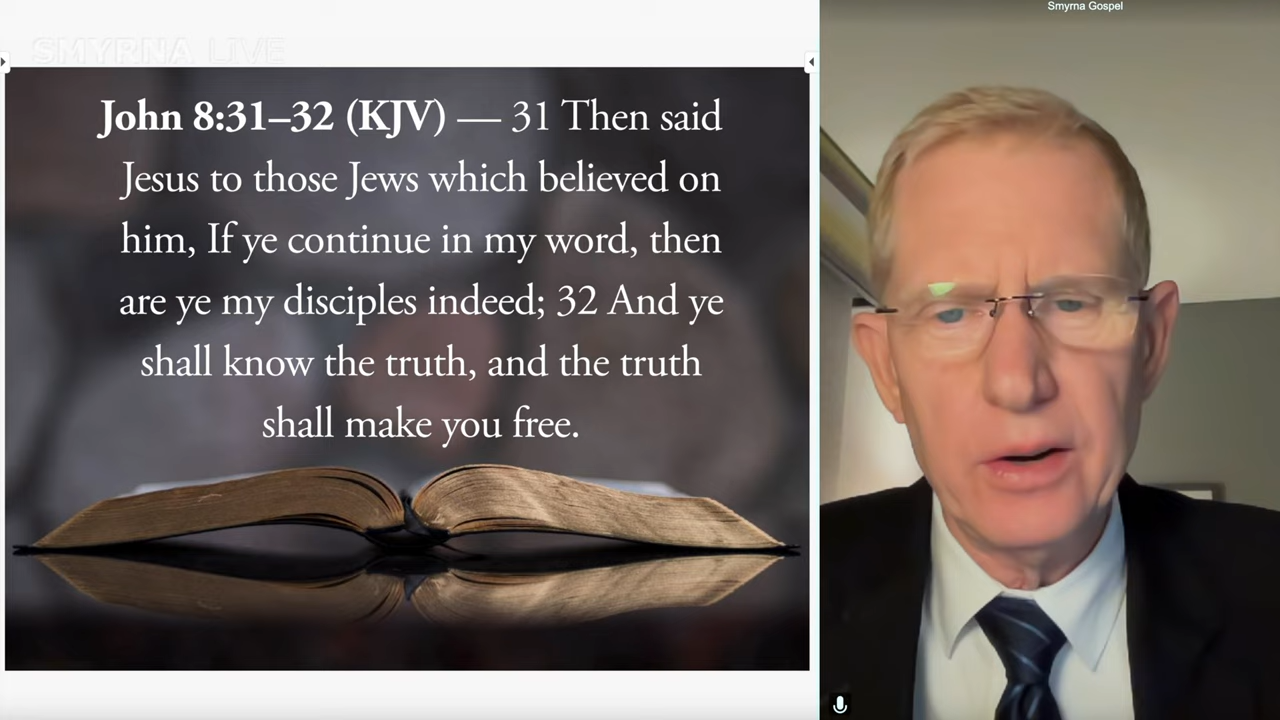 Smyrna Gospel
SMYRNA LIVE
John 8:31–32 (KJV) — 31 Then said
Jesus to those Jews which believed on
him, If ye continue in my word, then
are ye my disciples indeed; 32 And ye
shall know the truth, and the truth
shall make you free.